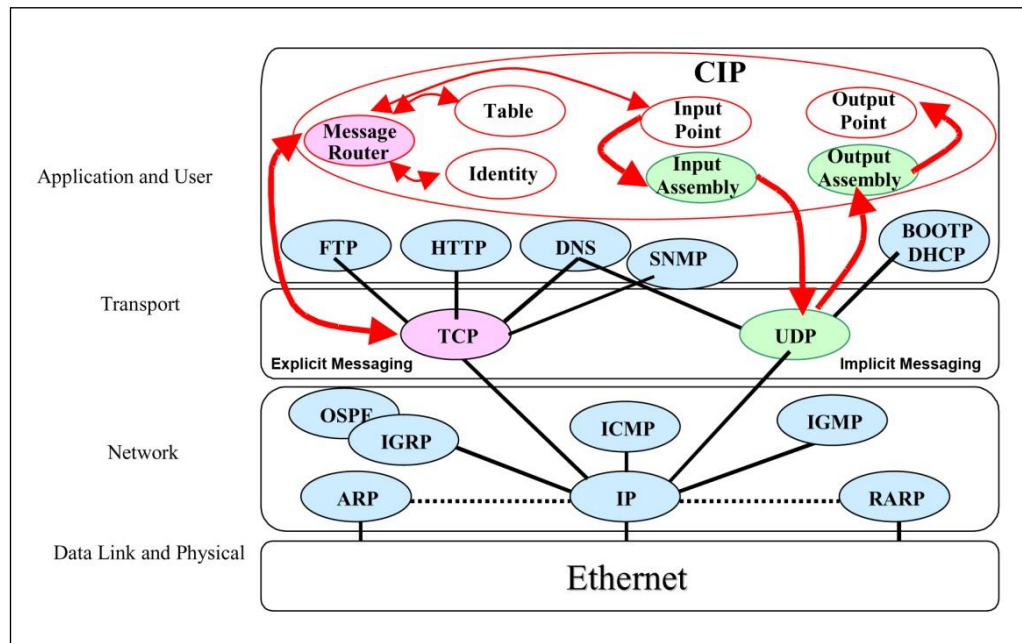 CIP
Table
Input
Point
Output
Point
Message
Router
Identity
Input
Assembly
Output
Assembly
Application and User
FTP
HTTP
DNS
SNMP
BOOTP
DHCP
Transport
TCP
UDP
Explicit Messaging
Implicit Messaging
OSPF
IGRP
ICMP
IGMP
Network
ARP
IP
RARP
Data Link and Physical
Ethernet